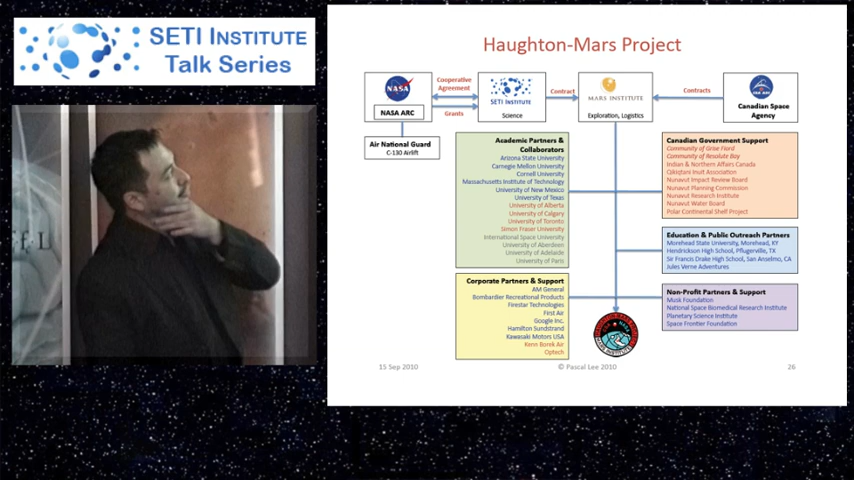 SETI INSTITUTE
Talk Series
Haughton-Mars Project
NASA
NASA ARC
Cooperative
Agreement
Grants
SETI INSTITUTE
Science
Contract
MARS INSTITUTE
Exploration, Logistics
Contracts
Canadian Space
Agency
Air National Guard
C-130 Airlift
Academic Partners &
Collaborators
Arizona State University
Carnegie Mellon University
Cornell University
Massachusetts Institute of Technology
University of New Mexico
University of Texas
University of Alberta
University of Calgary
University of Toronto
Simon Fraser University
International Space University
University of Aberdeen
University of Adelaide
University of Paris
Canadian Government Support
Community of Grise Fiord
Community of Resolute Bay
Indian & Northern Affairs Canada
Qikiqtani Inuit Association
Nunavut Impact Review Board
Nunavut Planning Commission
Nunavut Research Institute
Nunavut Water Board
Polar Continental Shelf Project
Education & Public Outreach Partners
Morehead State University, Morehead, KY
Hendrickson High School, Pflugerville, TX
Sir Francis Drake High School, San Anselmo, CA
Jules Verne Adventures
Corporate Partners & Support
AM General
Bombardier Recreational Products
Firestar Technologies
First Air
Google Inc.
Hamilton Sundstrand
Kawasaki Motors USA
Kenn Borek Air
Optech
Non-Profit Partners & Support
Musk Foundation
National Space Biomedical Research Institute
Planetary Science Institute
Space Frontier Foundation
15 Sep 2010
© Pascal Lee 2010
26